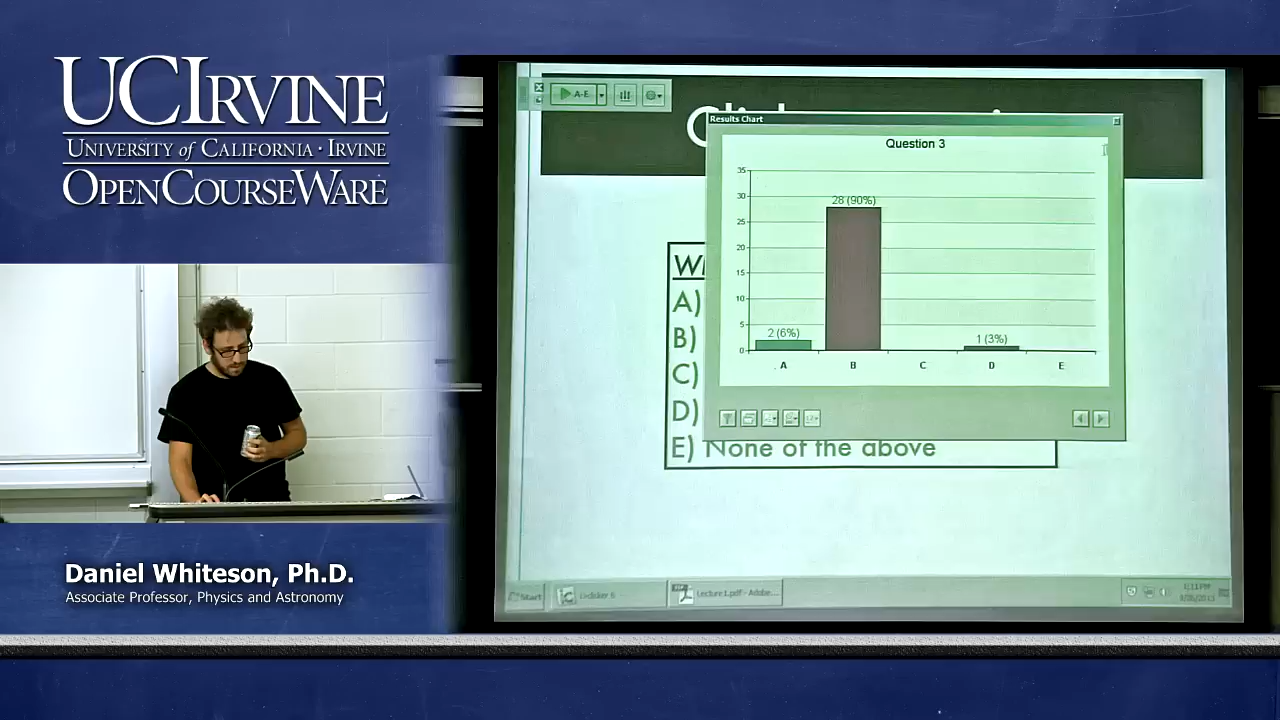 UCIRVINE
UNIVERSITY of CALIFORNIA · IRVINE
OPENCOURSEWARE
Daniel Whiteson, Ph.D.
Associate Professor, Physics and Astronomy
A-E
Results Chart
Question 3
35
30
25
20
15
10
5
0
2 (6%)
28 (90%)
1 (3%)
A B C D E
A)
B)
C)
D)
E) None of the above
Start
Lecture1.pdf - Adobe...